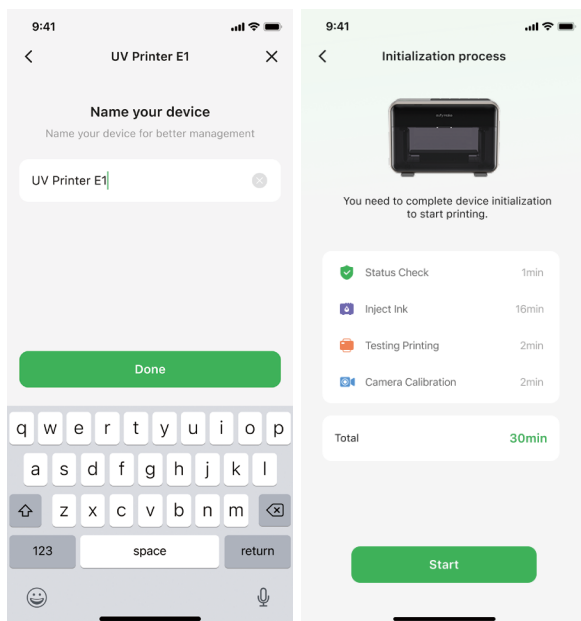 9:41
UV Printer E1
Name your device
Name your device for better management
UV Printer E1
Done
q w e r t y u i o p
a s d f g h j k l
z x c v b n m
123 space return
9:41
Initialization process
You need to complete device initialization
to start printing.
Status Check 1min
Inject Ink 16min
Testing Printing 2min
Camera Calibration 2min
Total 30min
Start